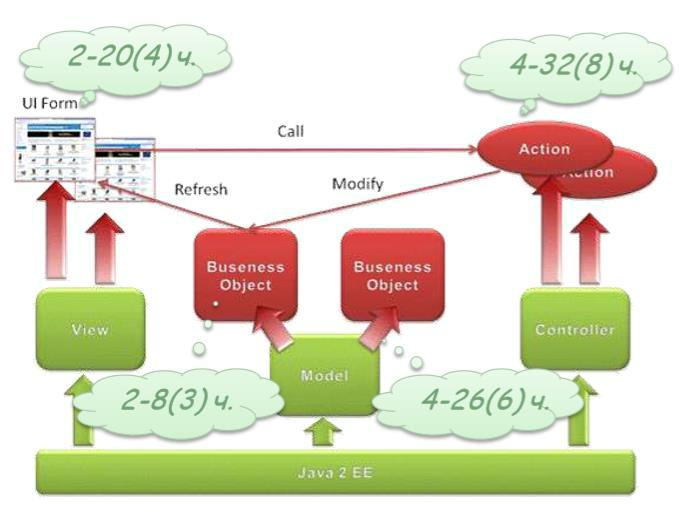 2-20(4) ч.
4-32(8) ч.
UI Form
Call
Action
Action
Refresh
Modify
Buseness
Object
Buseness
Object
View
Controller
Model
2-8(3) ч.
4-26(6) ч.
Java 2 EE